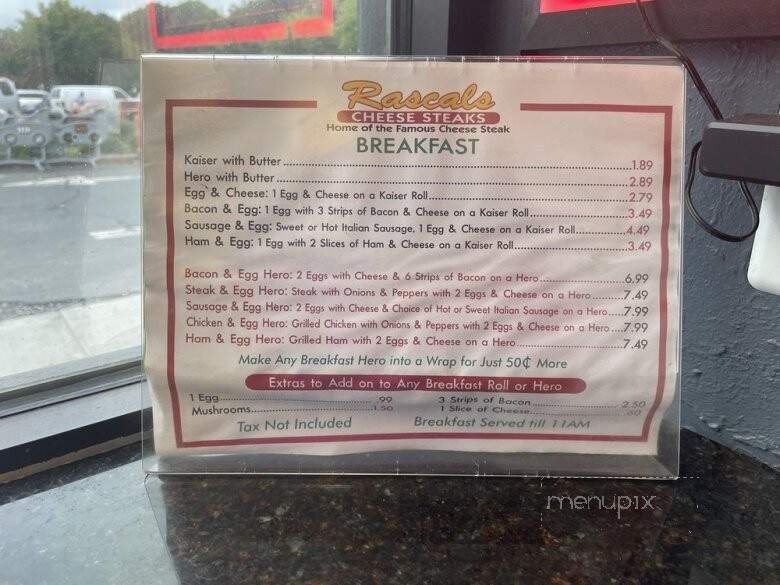 Rascals
CHEESE STEAKS
Home of the Famous Cheese Steak
BREAKFAST
Kaiser with Butter 1.89
Hero with Butter 2.89
Egg & Cheese: 1 Egg & Cheese on a Kaiser Roll 2.79
Bacon & Egg: 1 Egg with 3 Strips of Bacon & Cheese on a Kaiser Roll 3.49
Sausage & Egg: Sweet or Hot Italian Sausage, 1 Egg & Cheese on a Kaiser Roll 4.49
Ham & Egg: 1 Egg with 2 Slices of Ham & Cheese on a Kaiser Roll 3.49
Bacon & Egg Hero: 2 Eggs with Cheese & 6 Strips of Bacon on a Hero 6.99
Steak & Egg Hero: Steak with Onions & Peppers with 2 Eggs & Cheese on a Hero 7.49
Sausage & Egg Hero: 2 Eggs with Cheese & Choice of Hot or Sweet Italian Sausage on a Hero 7.99
Chicken & Egg Hero: Grilled Chicken with Onions & Peppers with 2 Eggs & Cheese on a Hero 7.99
Ham & Egg Hero: Grilled Ham with 2 Eggs & Cheese on a Hero 7.49
Make Any Breakfast Hero into a Wrap for Just 50¢ More
Extras to Add on to Any Breakfast Roll or Hero
1 Egg .99 3 Strips of Bacon 2.50
Mushrooms 1.50 1 Slice of Cheese .60
Tax Not Included Breakfast Served till 11AM
menupix